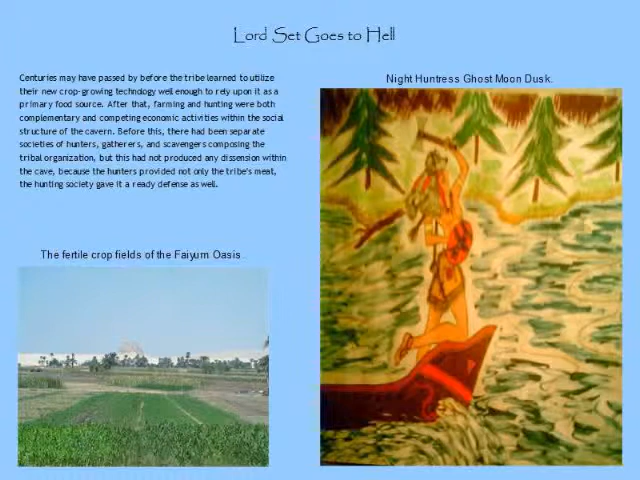 Lord Set Goes to Hell
Centuries may have passed by before the tribe learned to utilize
their new crop-growing technology well enough to rely upon it as a
primary food source. After that, farming and hunting were both
complementary and competing economic activities within the social
structure of the cavern. Before this, there had been separate
societies of hunters, gatherers, and scavengers composing the
tribal organization, but this had not produced any dissension within
the cave, because the hunters provided not only the tribe's meat,
the hunting society gave it a ready defense as well.
Night Huntress Ghost Moon Dusk.
The fertile crop fields of the Faiyum Oasis.